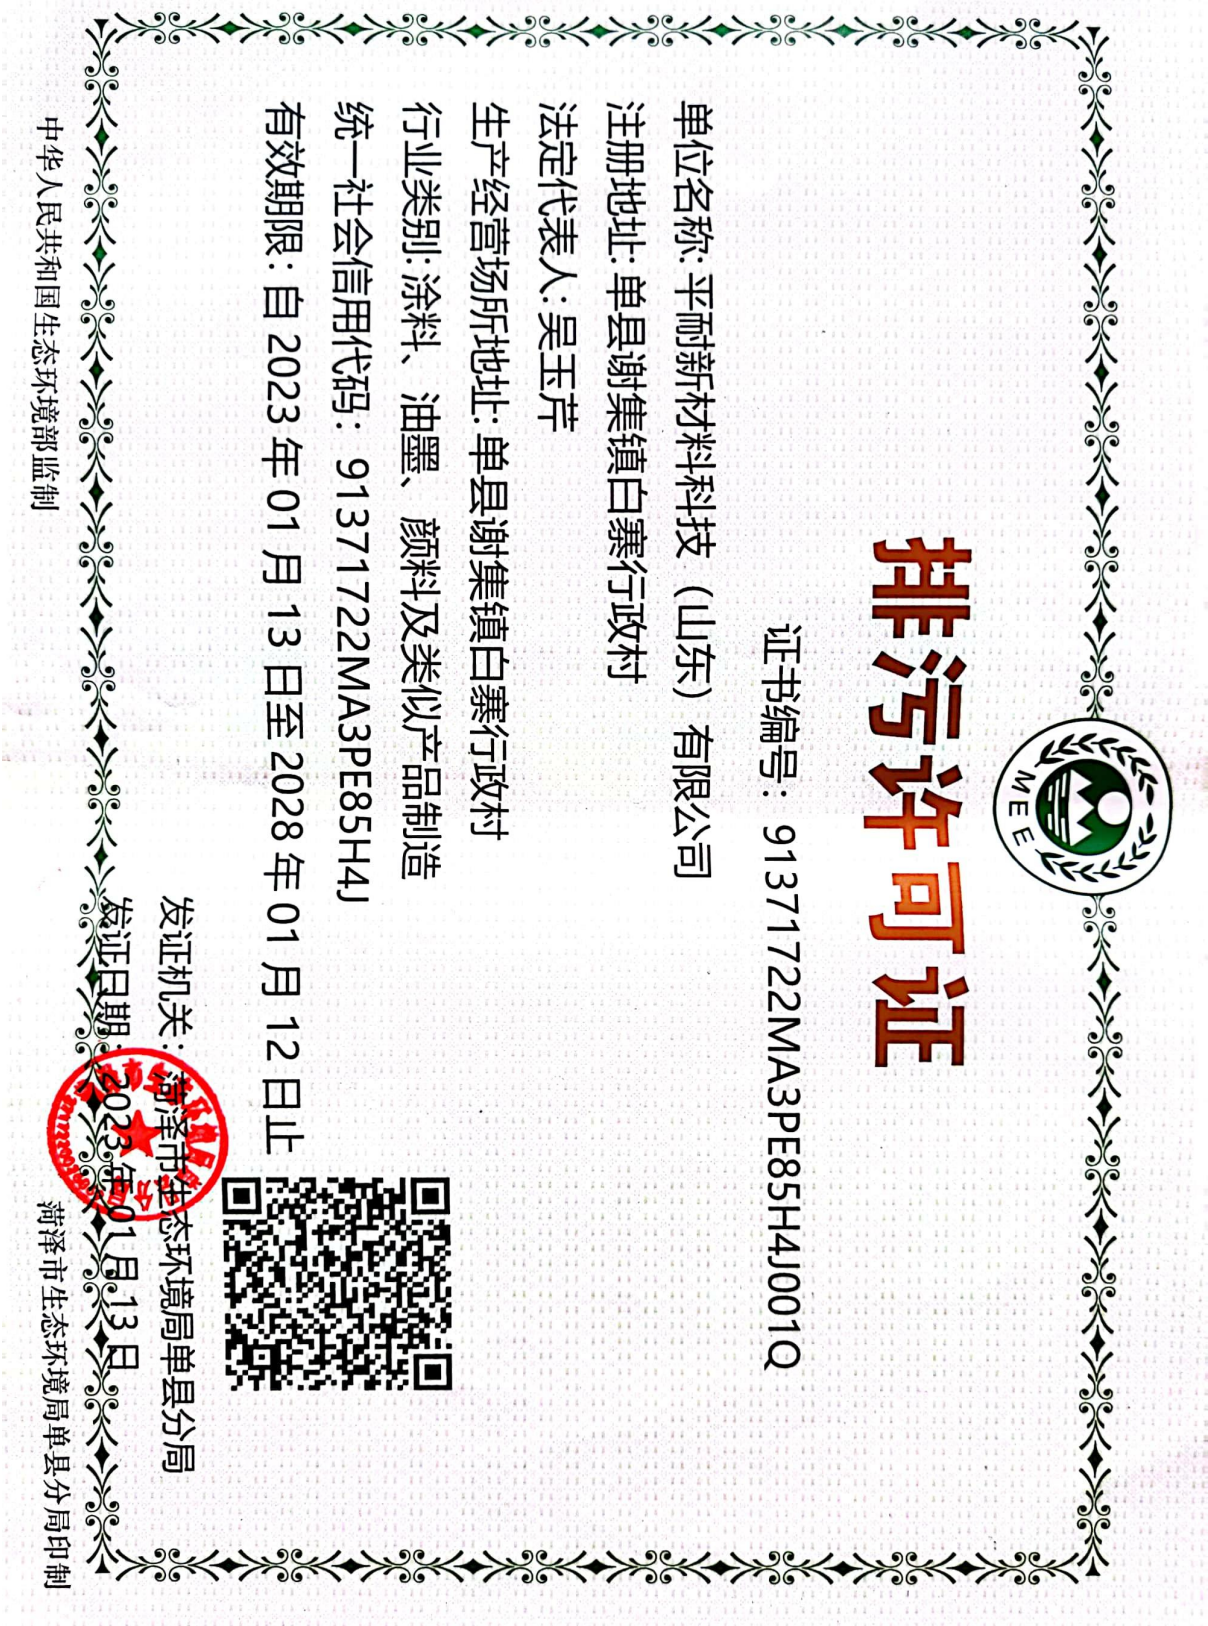 MEE
排污许可证
证书编号：91371722MA3PE85H4J001Q
单位名称：平耐新材料科技（山东）有限公司
注册地址：单县谢集镇白寨行政村
法定代表人：吴玉芹
生产经营场所地址：单县谢集镇白寨行政村
行业类别：涂料、油墨、颜料及类似产品制造
统一社会信用代码：91371722MA3PE85H4J
有效期限：自2023年01月13日至2028年01月12日止
发证机关：菏泽市生态环境局单县分局
发证日期：2023年01月13日
中华人民共和国生态环境部监制
菏泽市生态环境局单县分局印制